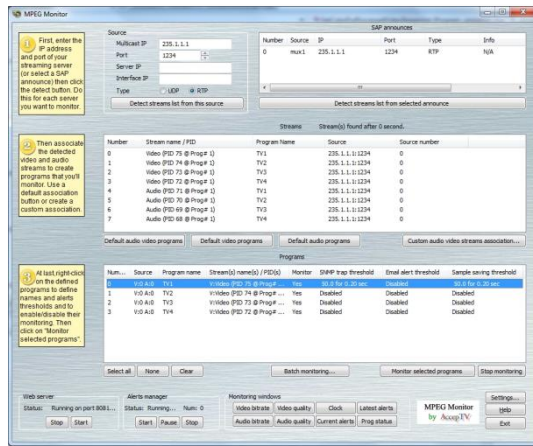 MPEG Monitor
First, enter the
IP address
and port of your
streaming server
(or select a SAP
announce) then click
the detect button. Do
this for each server
you want to monitor.
Source
Multicast IP 235.1.1.1
Port 1234
Server IP
Interface IP
Type UDP RTP
Detect streams list from this source
SAP announces
Number Source IP Port Type Info
0 mux1 235.1.1.1 1234 RTP N/A
Detect streams list from selected announce
Then associate
the detected
video and audio
streams to create
programs that you'll
monitor. Use a
default association
button or create a
custom association.
Streams Stream(s) found after 0 second.
Number Stream name / PID Program Name Source Source number
0 Video (PID 75 @ Prog# 1) TV1 235.1.1.1:1234 0
1 Video (PID 74 @ Prog# 1) TV2 235.1.1.1:1234 0
2 Video (PID 73 @ Prog# 1) TV3 235.1.1.1:1234 0
3 Video (PID 72 @ Prog# 1) TV4 235.1.1.1:1234 0
4 Audio (PID 71 @ Prog# 1) TV1 235.1.1.1:1234 0
5 Audio (PID 70 @ Prog# 1) TV2 235.1.1.1:1234 0
6 Audio (PID 69 @ Prog# 1) TV3 235.1.1.1:1234 0
7 Audio (PID 68 @ Prog# 1) TV4 235.1.1.1:1234 0
Default audio video programs Default video programs Default audio programs Custom audio video streams association...
At last,right-click
on the defined
programs to define
names and alerts
thresholds and to
enable/disable their
monitoring. Then
click on "Monitor
selected programs".
Programs
Num... Source Program name Stream(s) name(s) / PID(s) Monitor SNMP trap threshold Email alert threshold Sample saving threshold
0 V:0 A:0 TV1 V:Video (PID 75 @ Prog# ... Yes 50.0 for 0.20 sec Disabled 50.0 for 0.20 sec
1 V:0 A:0 TV2 V:Video (PID 74 @ Prog# ... Yes Disabled Disabled Disabled
2 V:0 A:0 TV3 V:Video (PID 73 @ Prog# ... Yes Disabled Disabled Disabled
3 V:0 A:0 TV4 V:Video (PID 72 @ Prog# ... Yes Disabled Disabled Disabled
Select all None Clear Batch monitoring... Monitor selected programs Stop monitoring
Web server
Status: Running on port 8081...
Stop Start
Alerts manager
Status: Running... Num: 0
Start Pause Stop
Monitoring windows
Video bitrate Video quality Clock Latest alerts
Audio bitrate Audio quality Current alerts Prog status
MPEG Monitor
by AccepTV
Settings...
Help
Exit